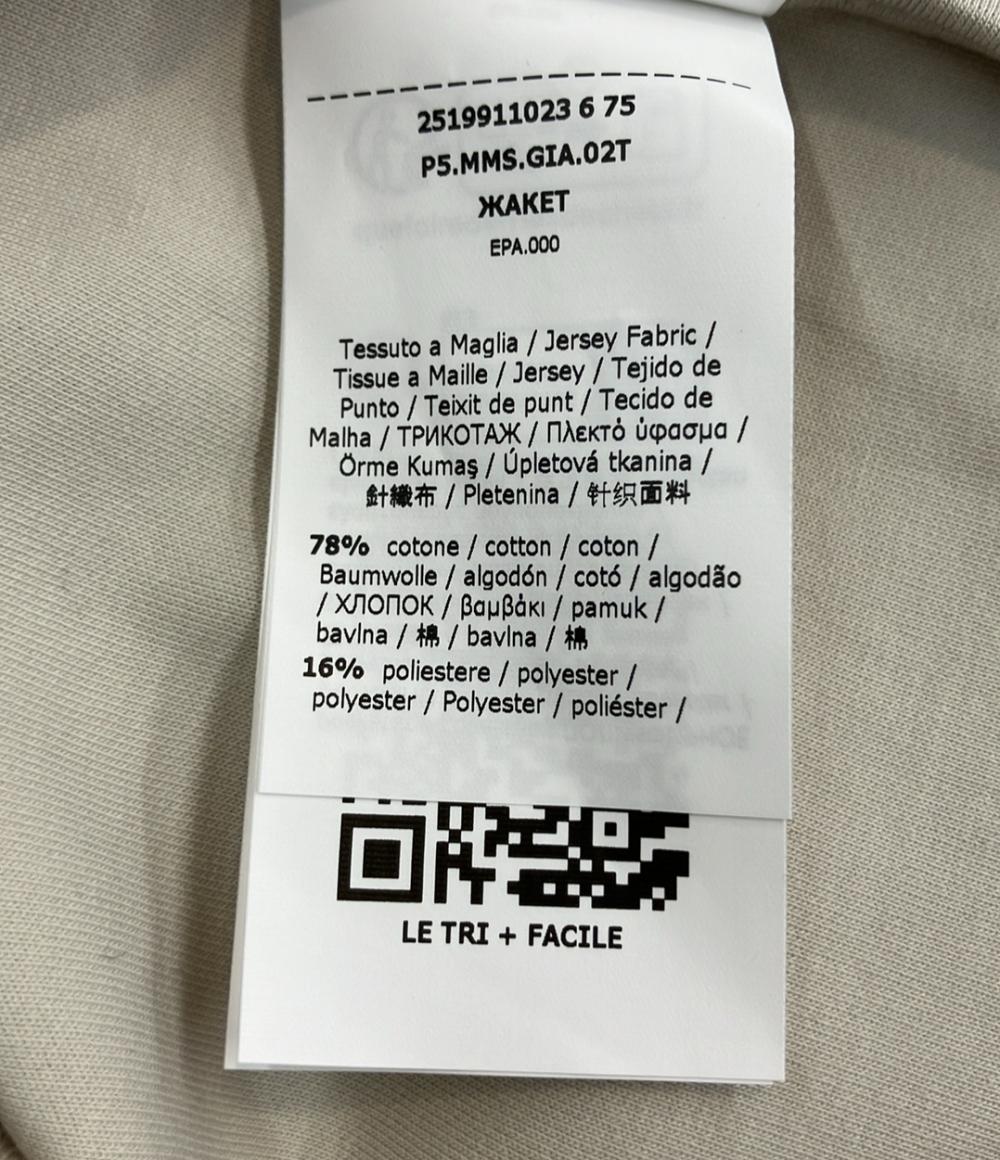 2519911023 6 75
P5.MMS.GIA.02T
ЖАКЕТ
EPA.000
Tessuto a Maglia / Jersey Fabric /
Tissue a Maille / Jersey / Tejido de
Punto / Teixit de punt / Tecido de
Malha / ТРИКОТАЖ / Πλεκτό ύφασμα /
Örme Kumaş / Úpletová tkanina /
針織布 / Pletenina / 针织面料
78% cotone / cotton / coton /
Baumwolle / algodón / cotó / algodão
/ ХЛОПОК / βαμβάκι / pamuk /
bavlna / 棉 / bavlna / 棉
16% poliestere / polyester /
polyester / Polyester / poliéster /
LE TRI + FACILE